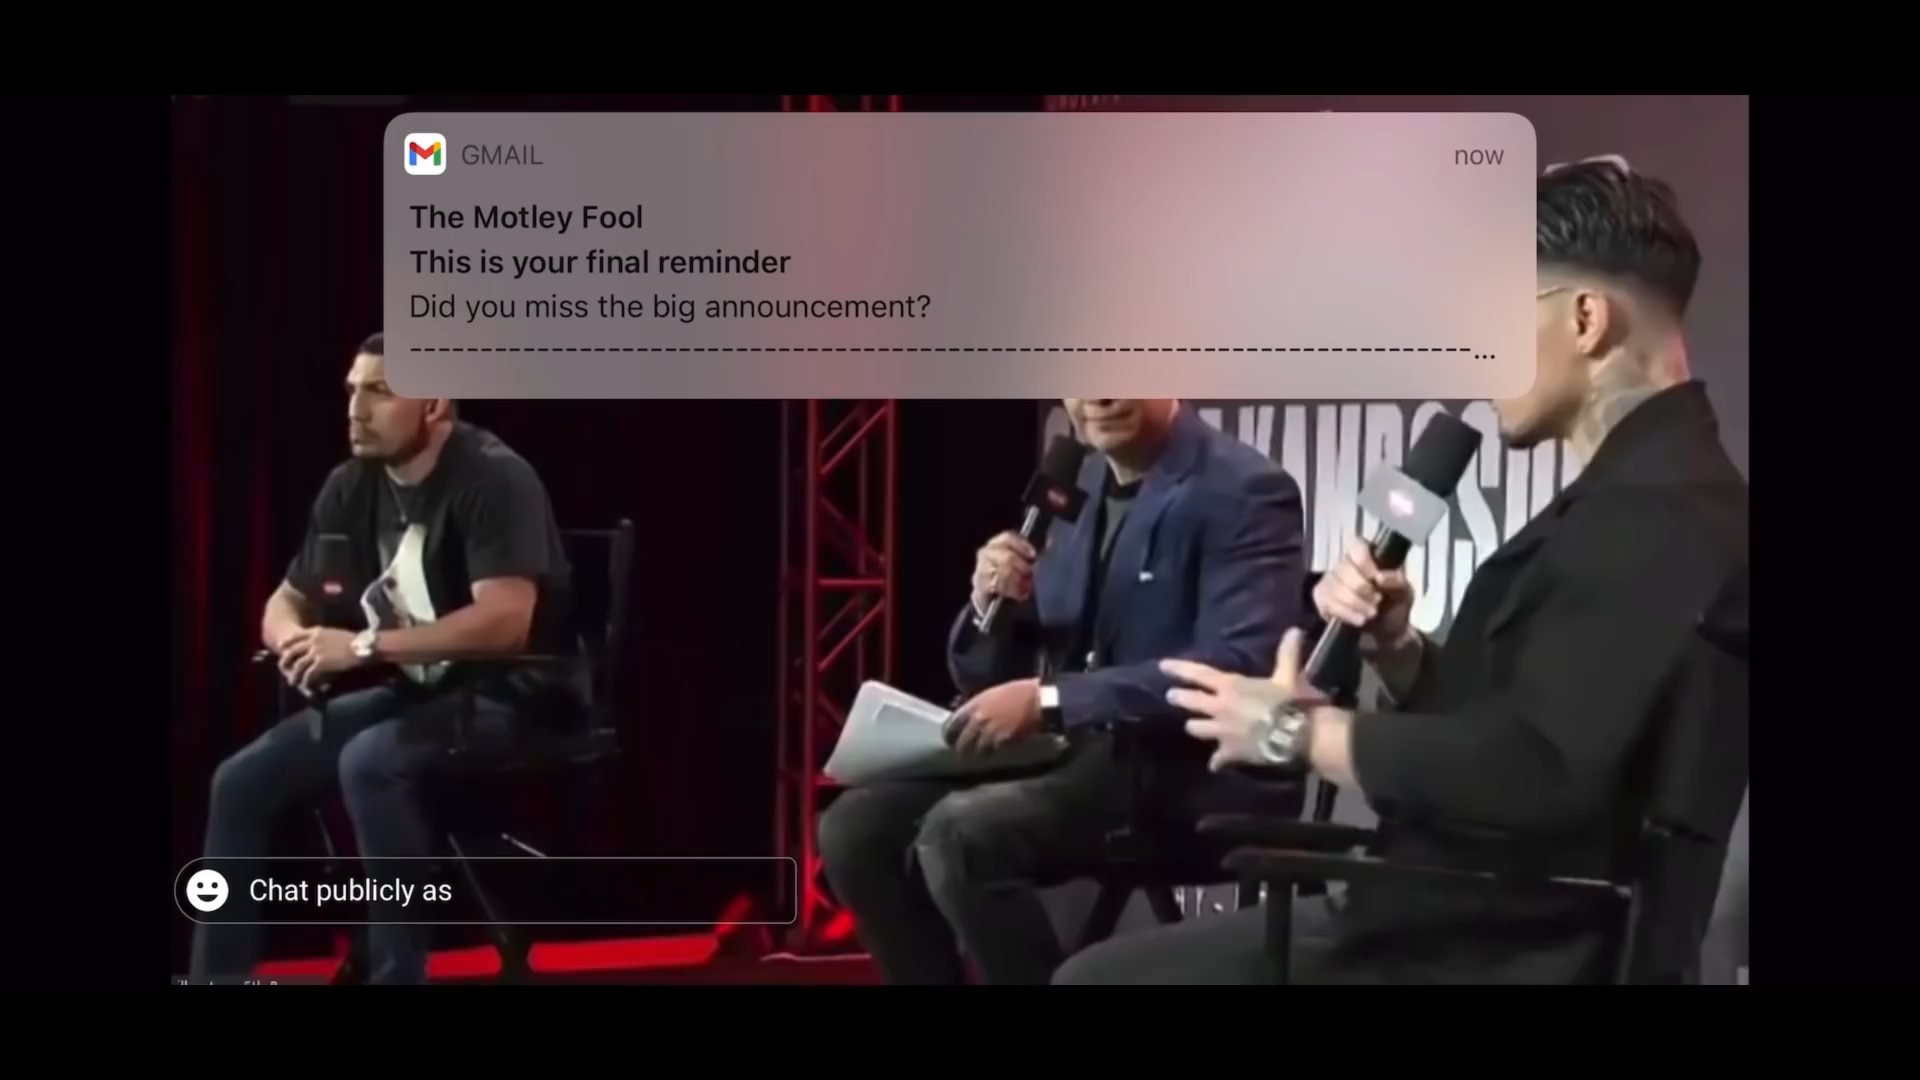 GMAIL
now
The Motley Fool
This is your final reminder
Did you miss the big announcement?
--------------------------------------------------------------------------------------------...
KAMBOSOS
Chat publicly as